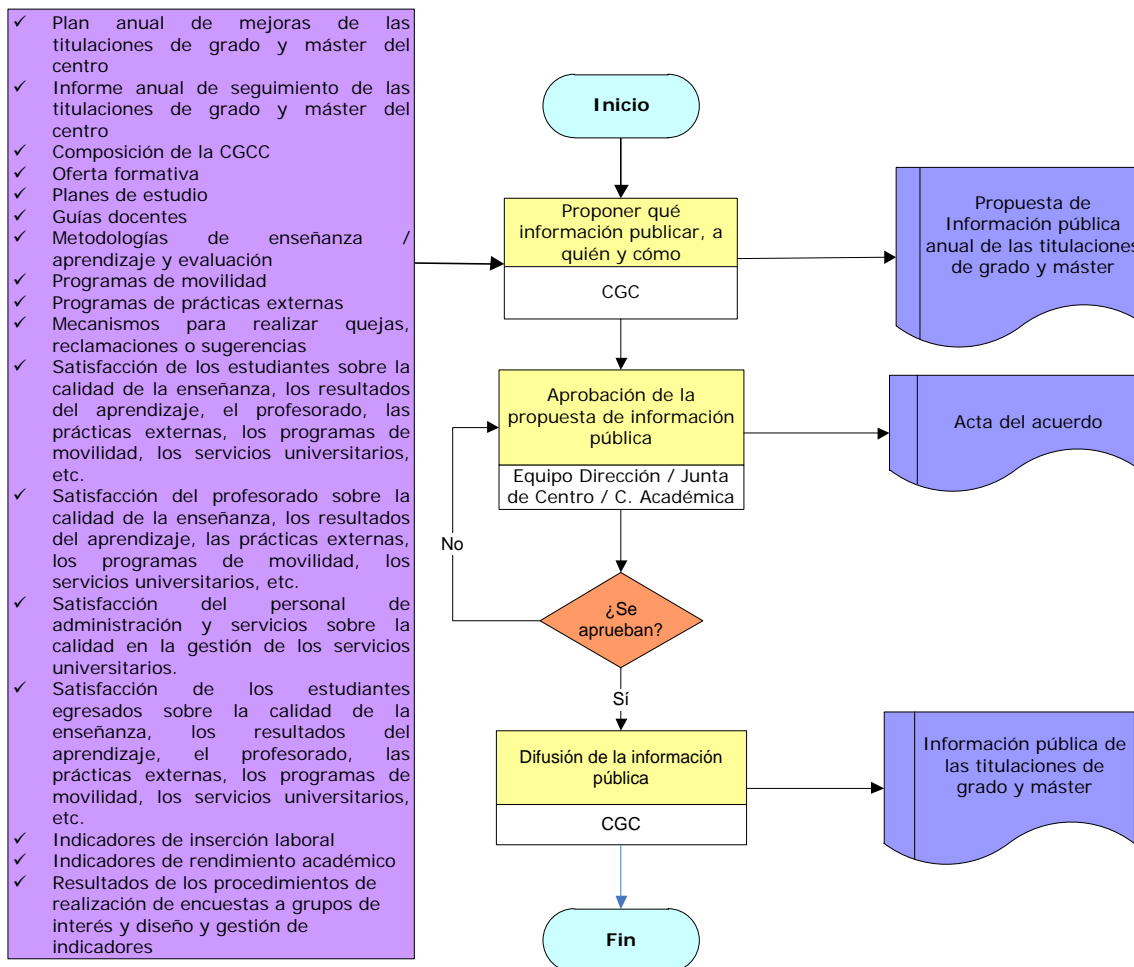 ✓ Plan anual de mejoras de las
titulaciones de grado y máster del
centro
✓ Informe anual de seguimiento de las
titulaciones de grado y máster del
centro
✓ Composición de la CGCC
✓ Oferta formativa
✓ Planes de estudio
✓ Guías docentes
✓ Metodologías de enseñanza /
aprendizaje y evaluación
✓ Programas de movilidad
✓ Programas de prácticas externas
✓ Mecanismos para realizar quejas,
reclamaciones o sugerencias
✓ Satisfacción de los estudiantes sobre la
calidad de la enseñanza, los resultados
del aprendizaje, el profesorado, las
prácticas externas, los programas de
movilidad, los servicios universitarios,
etc.
✓ Satisfacción del profesorado sobre la
calidad de la enseñanza, los resultados
del aprendizaje, las prácticas externas,
los programas de movilidad, los
servicios universitarios, etc.
✓ Satisfacción del personal de
administración y servicios sobre la
calidad en la gestión de los servicios
universitarios.
✓ Satisfacción de los estudiantes
egresados sobre la calidad de la
enseñanza, los resultados del
aprendizaje, el profesorado, las
prácticas externas, los programas de
movilidad, los servicios universitarios,
etc.
✓ Indicadores de inserción laboral
✓ Indicadores de rendimiento académico
✓ Resultados de los procedimientos de
realización de encuestas a grupos de
interés y diseño y gestión de
indicadores
Inicio
Proponer qué
información publicar, a
quién y cómo
CGC
Propuesta de
Información pública
anual de las titulaciones
de grado y máster
Aprobación de la
propuesta de información
pública
Equipo Dirección / Junta
de Centro / C. Académica
Acta del acuerdo
No
¿Se
aprueban?
Sí
Difusión de la información
pública
CGC
Información pública de
las titulaciones de
grado y máster
Fin